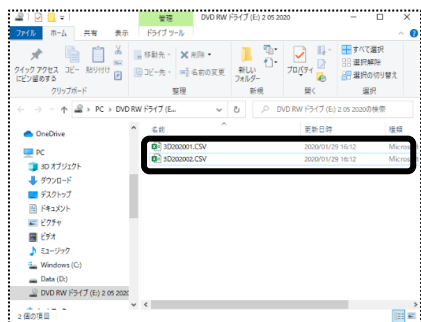 管理 DVD RW ドライブ (E:) 2 05 2020
ファイル ホーム 共有 表示 ドライブ ツール
クイック アクセスにピン留めする
コピー
貼り付け
移動先
コピー先
削除
名前の変更
新しいフォルダー
プロパティ
すべて選択
選択解除
選択の切り替え
クリップボード 整理 新規 開く 選択
PC > DVD RW ドライブ (E...
DVD RW ドライブ (E:) 2 05 2020の検索
名前 更新日時 種類
3D202001.CSV 2020/01/29 16:12 Micros
3D202002.CSV 2020/01/29 16:12 Micros
OneDrive
PC
3D オブジェクト
ダウンロード
デスクトップ
ドキュメント
ピクチャ
ビデオ
ミュージック
Windows (C:)
Data (D:)
DVD RW ドライブ (E:) 2 05 2020
2 個の項目